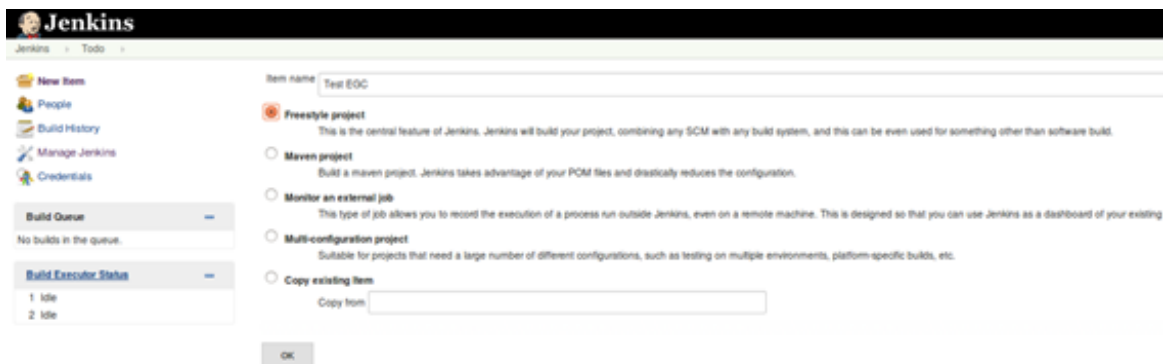 Jenkins
Jenkins › Todo ›
New Item
People
Build History
Manage Jenkins
Credentials
Build Queue
No builds in the queue.
Build Executor Status
1 Idle
2 Idle
Item name Test EGC
Freestyle project
This is the central feature of Jenkins. Jenkins will build your project, combining any SCM with any build system, and this can be even used for something other than software build.
Maven project
Build a maven project. Jenkins takes advantage of your POM files and drastically reduces the configuration.
Monitor an external job
This type of job allows you to record the execution of a process run outside Jenkins, even on a remote machine. This is designed so that you can use Jenkins as a dashboard of your existing
Multi-configuration project
Suitable for projects that need a large number of different configurations, such as testing on multiple environments, platform-specific builds, etc.
Copy existing Item
Copy from
OK